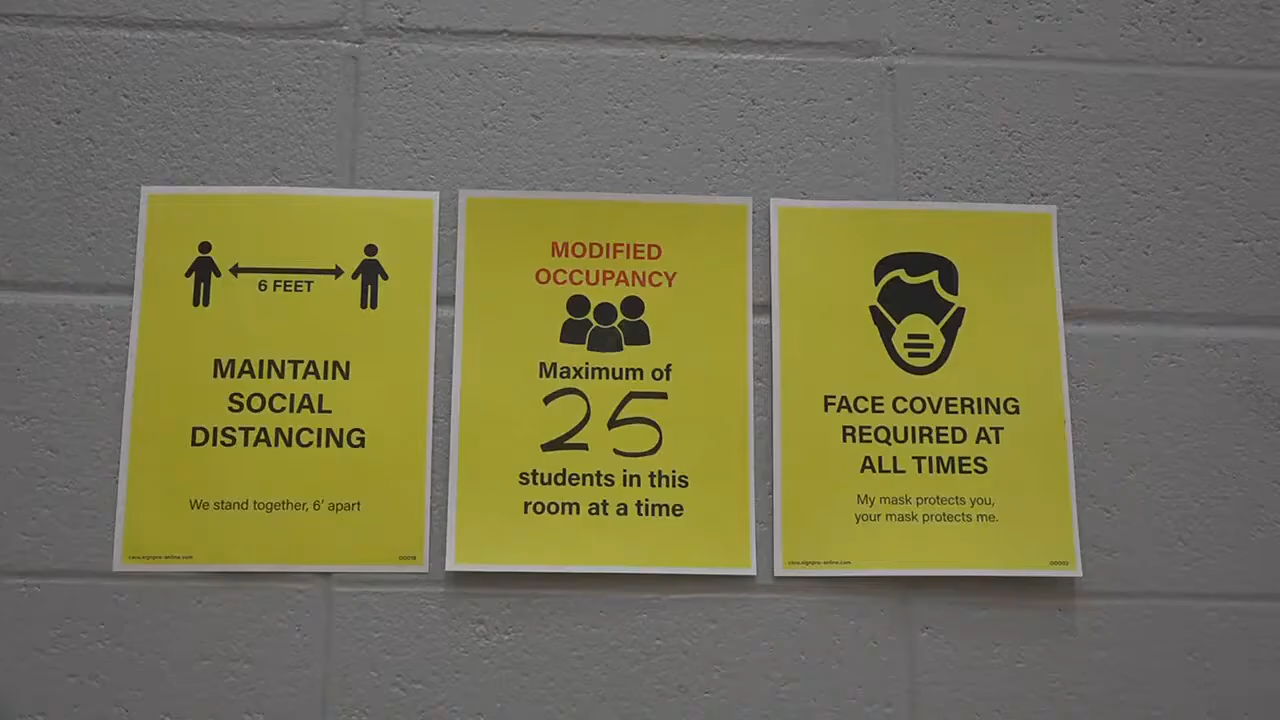 6 FEET
MAINTAIN
SOCIAL
DISTANCING
We stand together, 6' apart
MODIFIED
OCCUPANCY
Maximum of
25
students in this
room at a time
FACE COVERING
REQUIRED AT
ALL TIMES
My mask protects you,
your mask protects me.